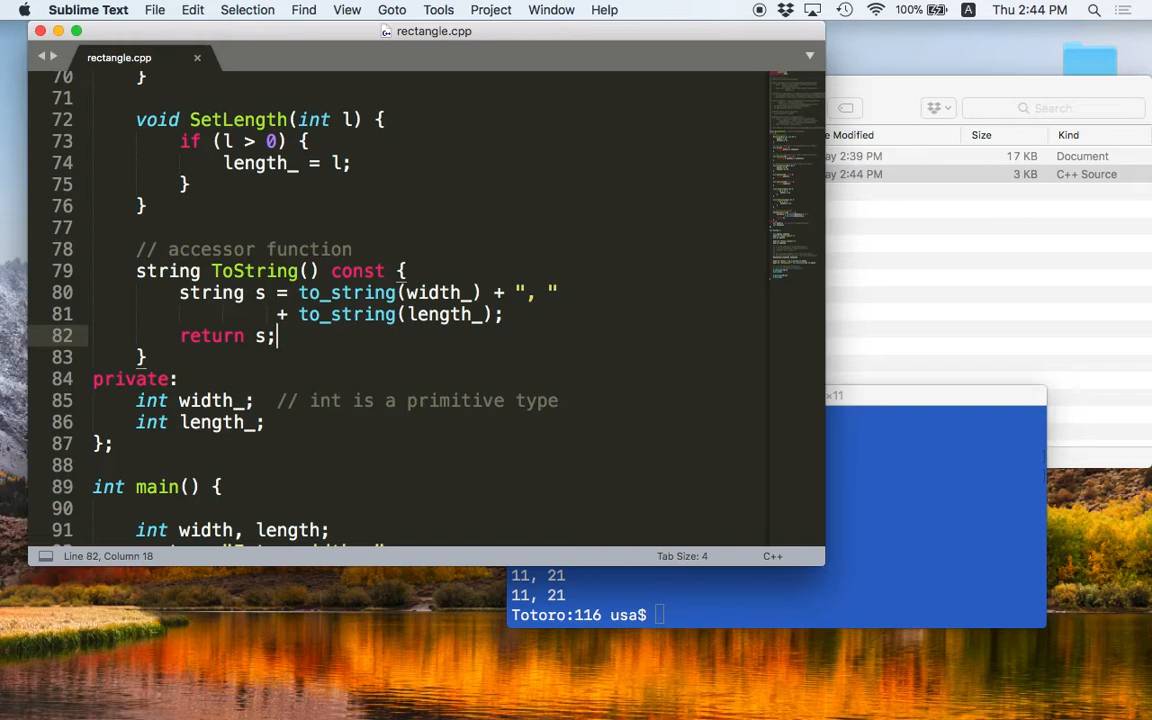 Sublime Text File Edit Selection Find View Goto Tools Project Window Help 100% A Thu 2:44 PM
rectangle.cpp
rectangle.cpp ×
70 }
71
72 void SetLength(int l) {
73 if (l > 0) {
74 length_ = l;
75 }
76 }
77
78 // accessor function
79 string ToString() const {
80 string s = to_string(width_) + ", "
81 + to_string(length_);
82 return s;
83 }
84 private:
85 int width_; // int is a primitive type
86 int length_;
87 };
88
89 int main() {
90
91 int width, length;
Line 82, Column 18 Tab Size: 4 C++
Search
Modified Size Kind
ay 2:39 PM 17 KB Document
ay 2:44 PM 3 KB C++ Source
×11
11, 21
11, 21
Totoro:116 usa$